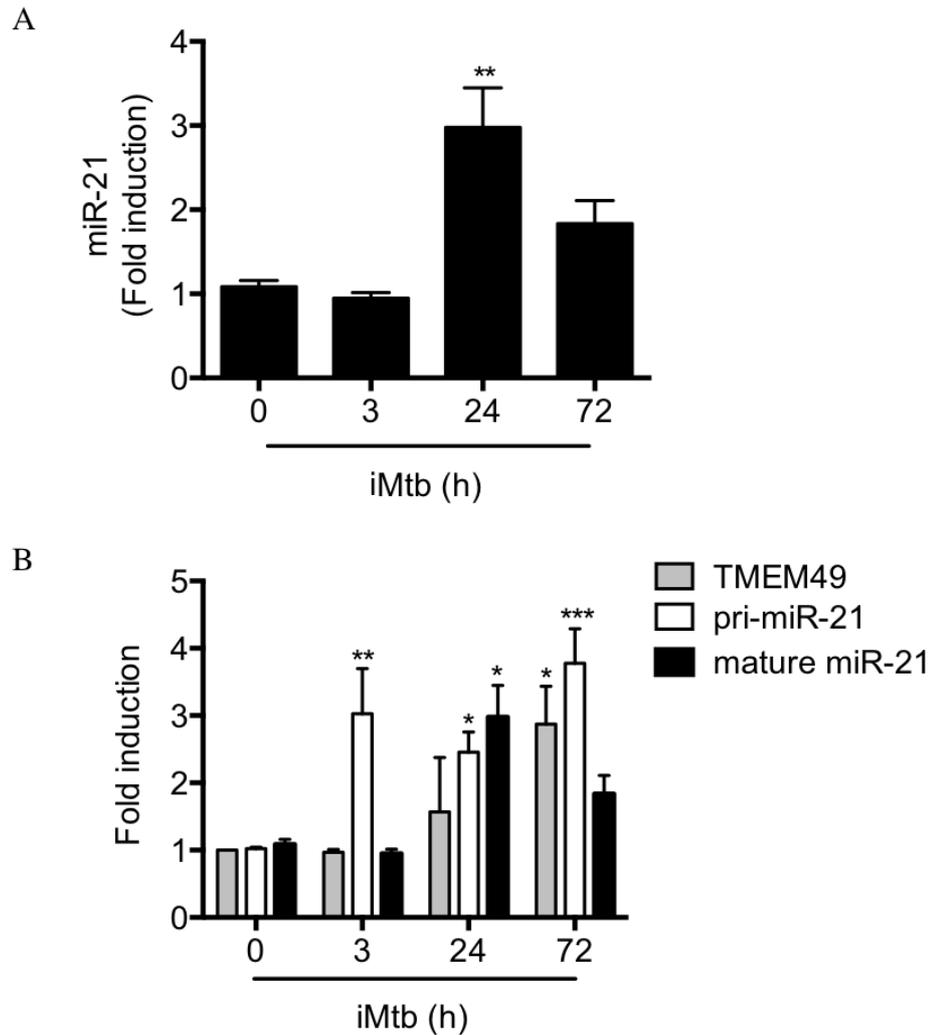 A
miR-21
(Fold induction)
4
3
2
1
0
**
0 3 24 72
iMtb (h)
B
Fold induction
5
4
3
2
1
0
** * * * ***
0 3 24 72
iMtb (h)
TMEM49
pri-miR-21
mature miR-21